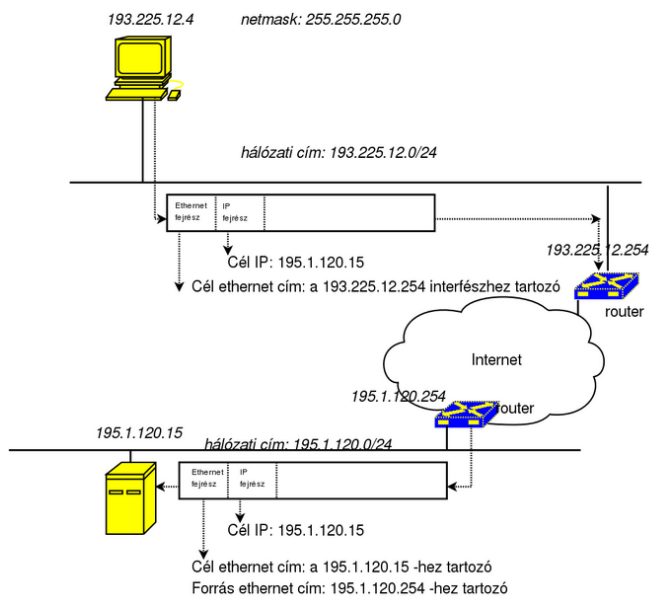 193.225.12.4
netmask: 255.255.255.0
hálózati cím: 193.225.12.0/24
Ethernet
fejrész
IP
fejrész
Cél IP: 195.1.120.15
193.225.12.254
Cél ethernet cím: a 193.225.12.254 interfészhez tartozó
router
Internet
195.1.120.254
router
195.1.120.15
hálózati cím: 195.1.120.0/24
Ethernet
fejrész
IP
fejrész
Cél IP: 195.1.120.15
Cél ethernet cím: a 195.1.120.15 -hez tartozó
Forrás ethernet cím: 195.1.120.254 -hez tartozó